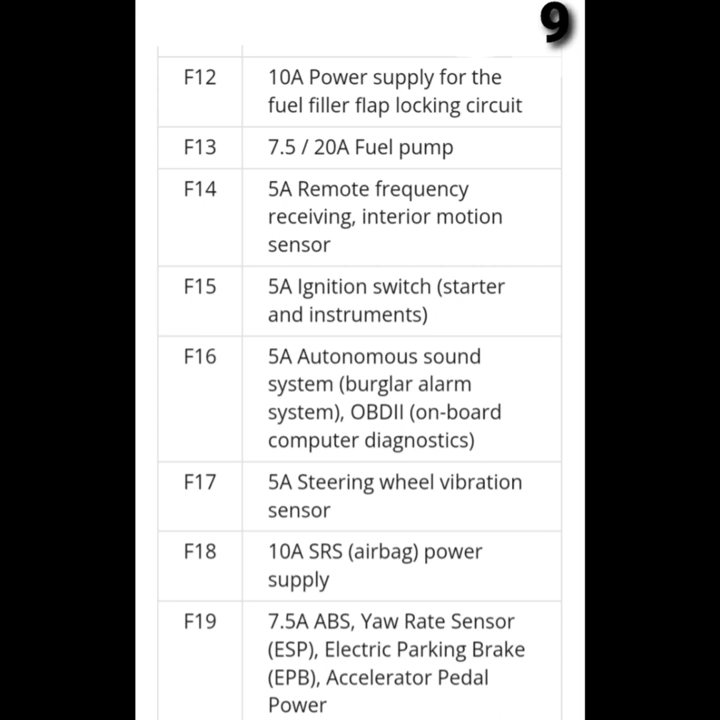 9
F12 10A Power supply for the
fuel filler flap locking circuit
F13 7.5 / 20A Fuel pump
F14 5A Remote frequency
receiving, interior motion
sensor
F15 5A Ignition switch (starter
and instruments)
F16 5A Autonomous sound
system (burglar alarm
system), OBDII (on-board
computer diagnostics)
F17 5A Steering wheel vibration
sensor
F18 10A SRS (airbag) power
supply
F19 7.5A ABS, Yaw Rate Sensor
(ESP), Electric Parking Brake
(EPB), Accelerator Pedal
Power